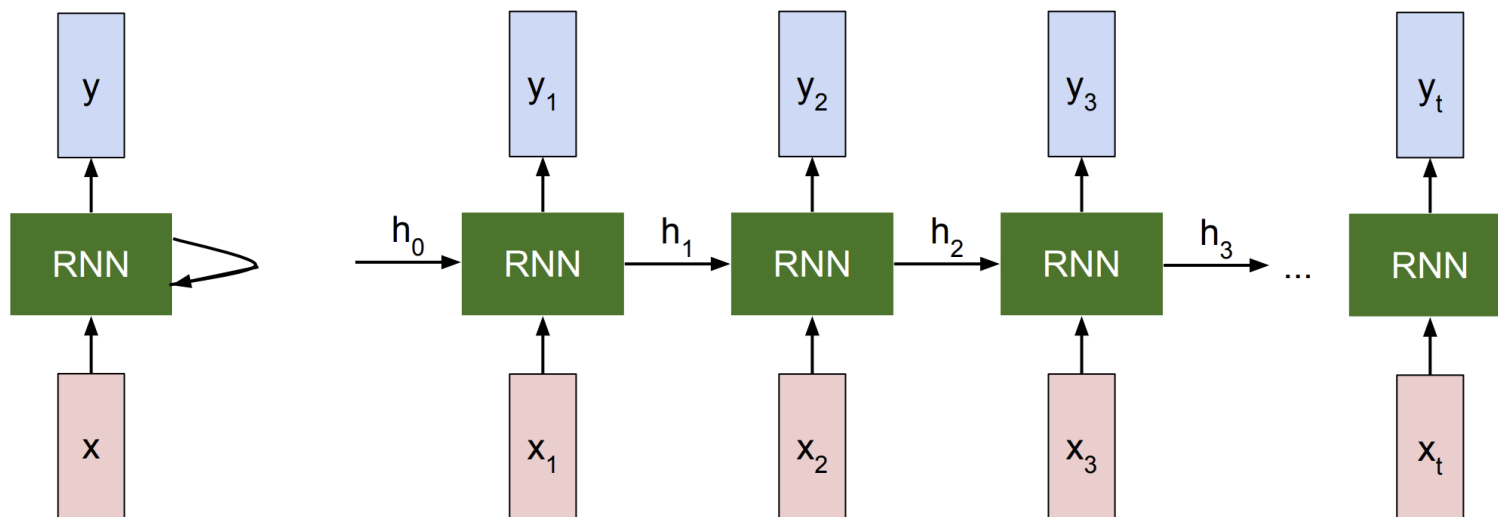 y y₁ y₂ y₃ yₜ
h₀ h₁ h₂ h₃
RNN RNN RNN RNN ... RNN
x x₁ x₂ x₃ xₜ